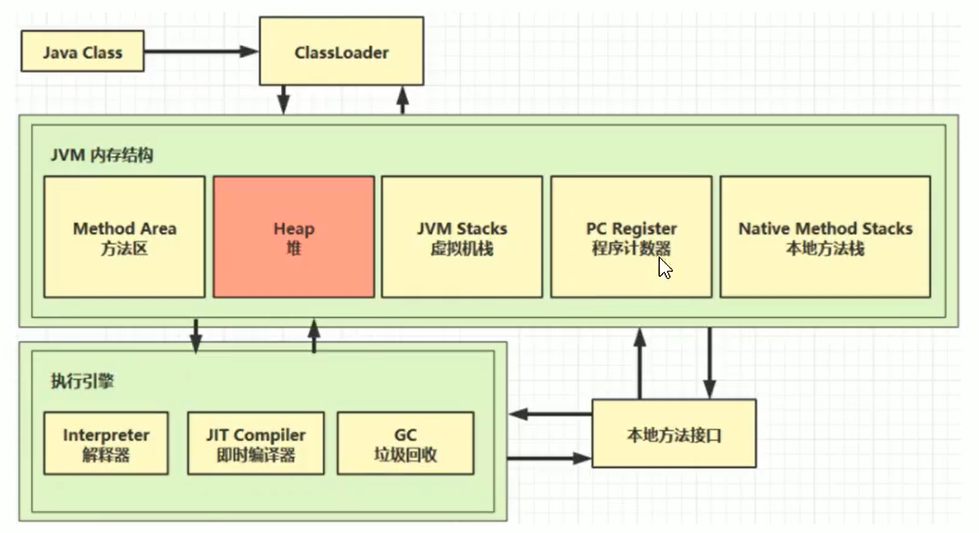 Java Class
ClassLoader
JVM 内存结构
Method Area
方法区
Heap
堆
JVM Stacks
虚拟机栈
PC Register
程序计数器
Native Method Stacks
本地方法栈
执行引擎
Interpreter
解释器
JIT Compiler
即时编译器
GC
垃圾回收
本地方法接口